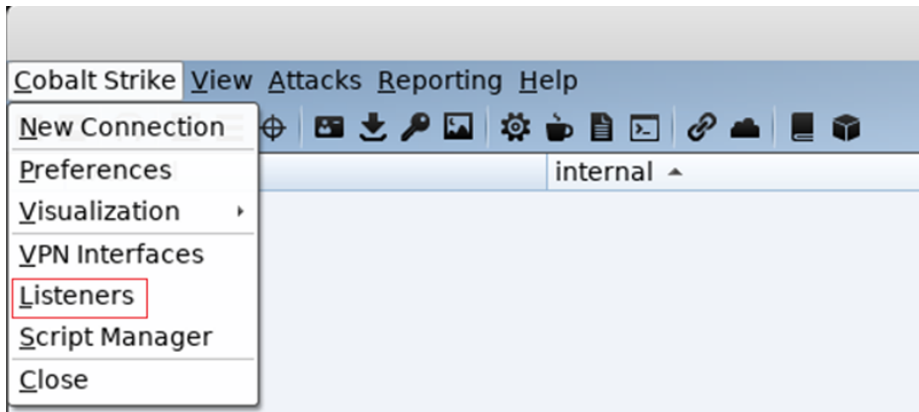 Cobalt Strike View Attacks Reporting Help
New Connection
Preferences
internal
Visualization
VPN Interfaces
Listeners
Script Manager
Close